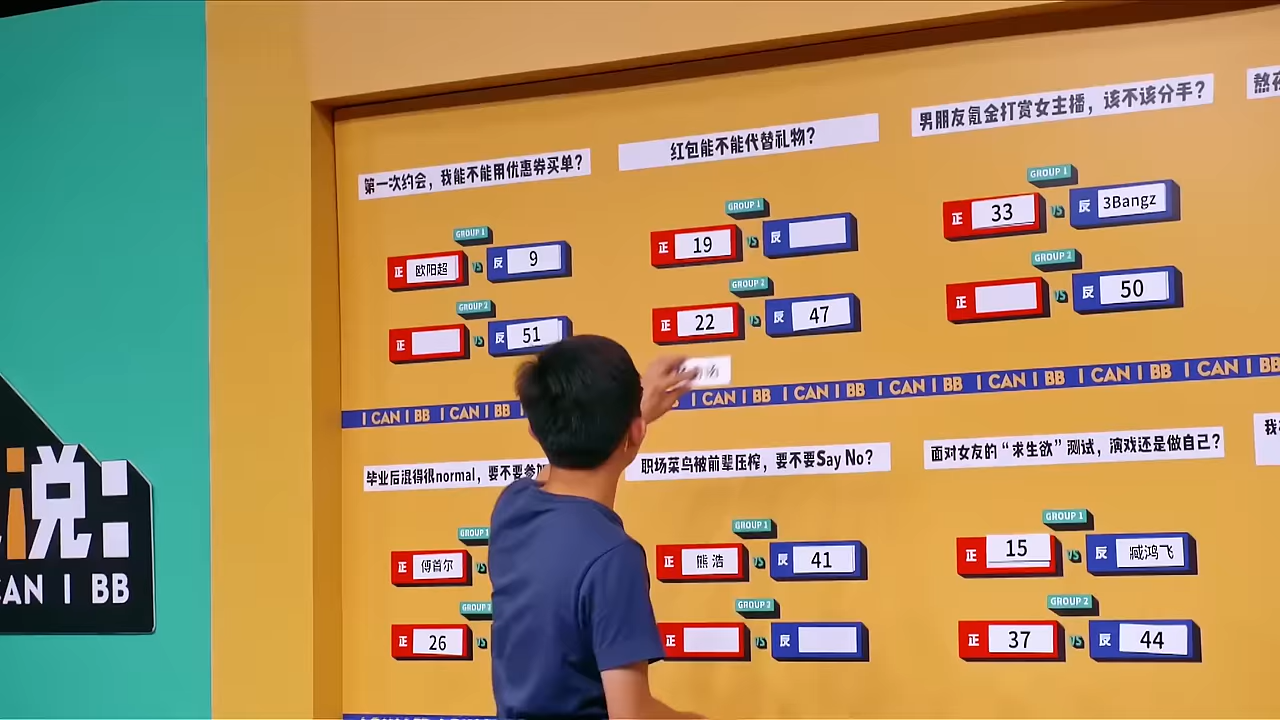 第一次约会，我能不能用优惠券买单？
GROUP 1
正 欧阳超 VS 反 9
GROUP 2
正 VS 反 51
红包能不能代替礼物？
GROUP 1
正 19 VS 反
GROUP 2
正 22 VS 反 47
男朋友氪金打赏女主播，该不该分手？
GROUP 1
正 33 VS 反 3Bangz
GROUP 2
正 VS 反 50
I CAN I BB I CAN I BB I CAN I BB I CAN I BB I CAN I BB I CAN I BB I CAN I BB
毕业后混得很normal，要不要参加
GROUP 1
正 傅首尔 VS
GROUP 2
正 26 VS
职场菜鸟被前辈压榨，要不要Say No？
GROUP 1
正 熊浩 VS 反 41
GROUP 2
正 VS 反
面对女友的“求生欲”测试，演戏还是做自己？
GROUP 1
正 15 VS 反 臧鸿飞
GROUP 2
正 37 VS 反 44
熬夜
我
说
CAN I BB